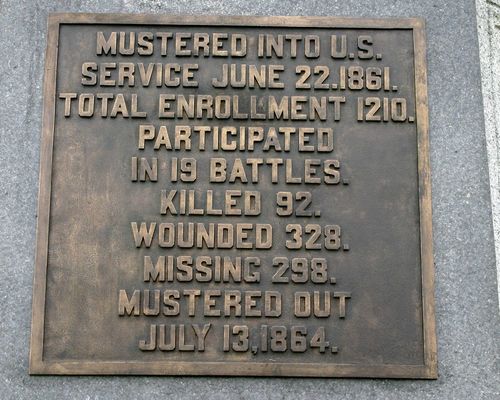 MUSTERED INTO U.S.
SERVICE JUNE 22.1861.
TOTAL ENROLLMENT 1210.
PARTICIPATED
IN 19 BATTLES.
KILLED 92.
WOUNDED 328.
MISSING 298.
MUSTERED OUT
JULY 13,1864.